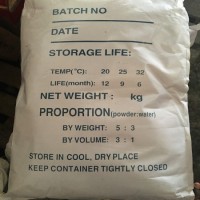 BATCH NO
DATE
STORAGE LIFE:
TEMP(°C): 20 25 32
LIFE(month) 12 9 6
NET WEIGHT: kg
PROPORTION(powder:water)
BY WEIGHT: 5 : 3
BY VOLUME: 3 : 1
STORE IN COOL. DRY PLACE
KEEP CONTAINER TIGHTLY CLOSED